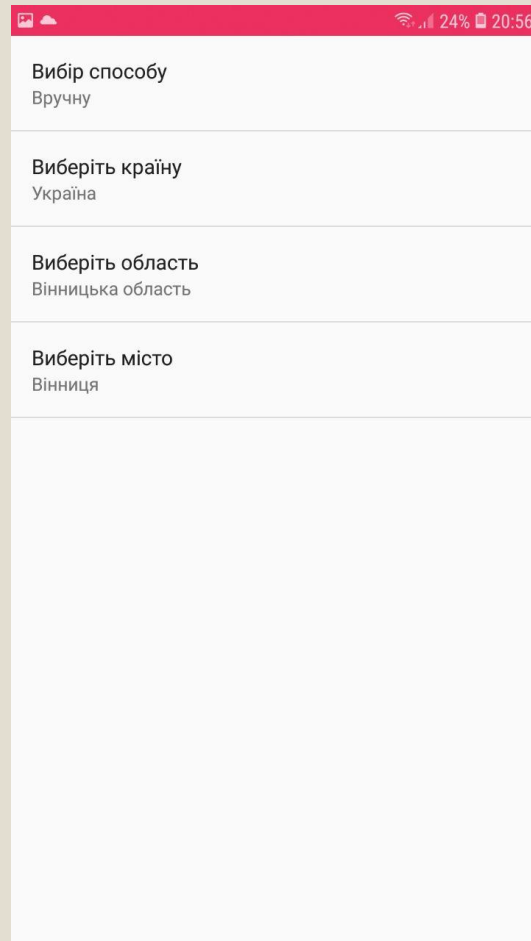 24% 20:56
Вибір способу
Вручну
Виберіть країну
Україна
Виберіть область
Вінницька область
Виберіть місто
Вінниця